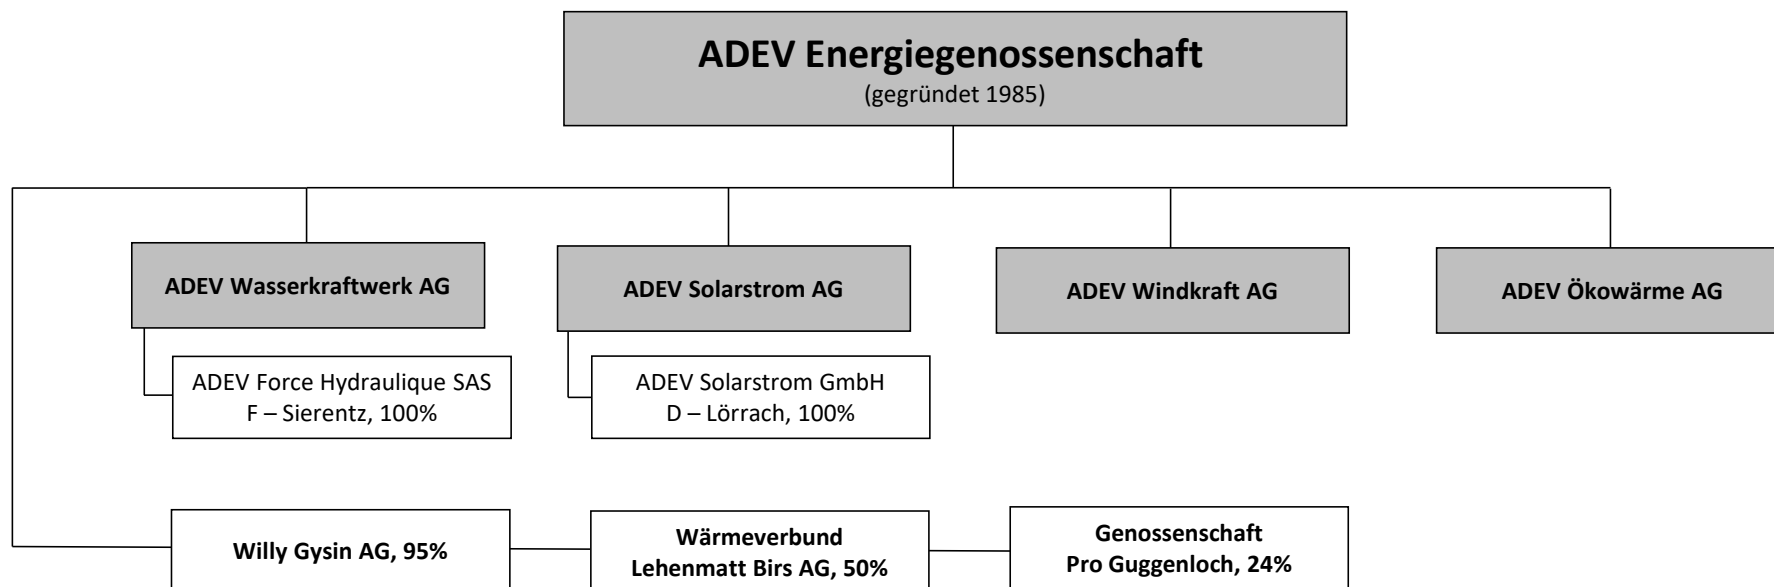 ADEV Energiegenossenschaft
(gegründet 1985)
ADEV Wasserkraftwerk AG
ADEV Solarstrom AG
ADEV Windkraft AG
ADEV Ökowärme AG
ADEV Force Hydraulique SAS
F – Sierentz, 100%
ADEV Solarstrom GmbH
D – Lörrach, 100%
Willy Gysin AG, 95%
Wärmeverbund
Lehenmatt Birs AG, 50%
Genossenschaft
Pro Guggenloch, 24%